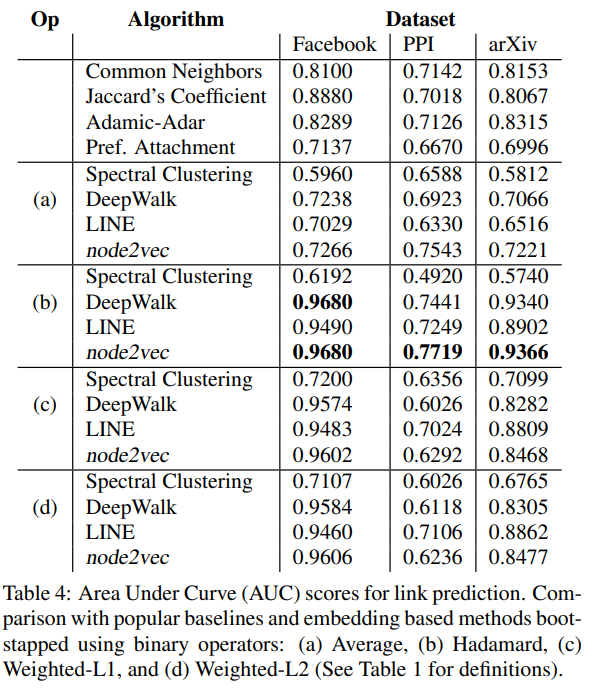 Op Algorithm Dataset
Facebook PPI arXiv
Common Neighbors 0.8100 0.7142 0.8153
Jaccard's Coefficient 0.8880 0.7018 0.8067
Adamic-Adar 0.8289 0.7126 0.8315
Pref. Attachment 0.7137 0.6670 0.6996
Spectral Clustering 0.5960 0.6588 0.5812
(a) DeepWalk 0.7238 0.6923 0.7066
LINE 0.7029 0.6330 0.6516
node2vec 0.7266 0.7543 0.7221
Spectral Clustering 0.6192 0.4920 0.5740
(b) DeepWalk 0.9680 0.7441 0.9340
LINE 0.9490 0.7249 0.8902
node2vec 0.9680 0.7719 0.9366
Spectral Clustering 0.7200 0.6356 0.7099
(c) DeepWalk 0.9574 0.6026 0.8282
LINE 0.9483 0.7024 0.8809
node2vec 0.9602 0.6292 0.8468
Spectral Clustering 0.7107 0.6026 0.6765
(d) DeepWalk 0.9584 0.6118 0.8305
LINE 0.9460 0.7106 0.8862
node2vec 0.9606 0.6236 0.8477
Table 4: Area Under Curve (AUC) scores for link prediction. Com-
parison with popular baselines and embedding based methods boot-
stapped using binary operators: (a) Average, (b) Hadamard, (c)
Weighted-L1, and (d) Weighted-L2 (See Table 1 for definitions).